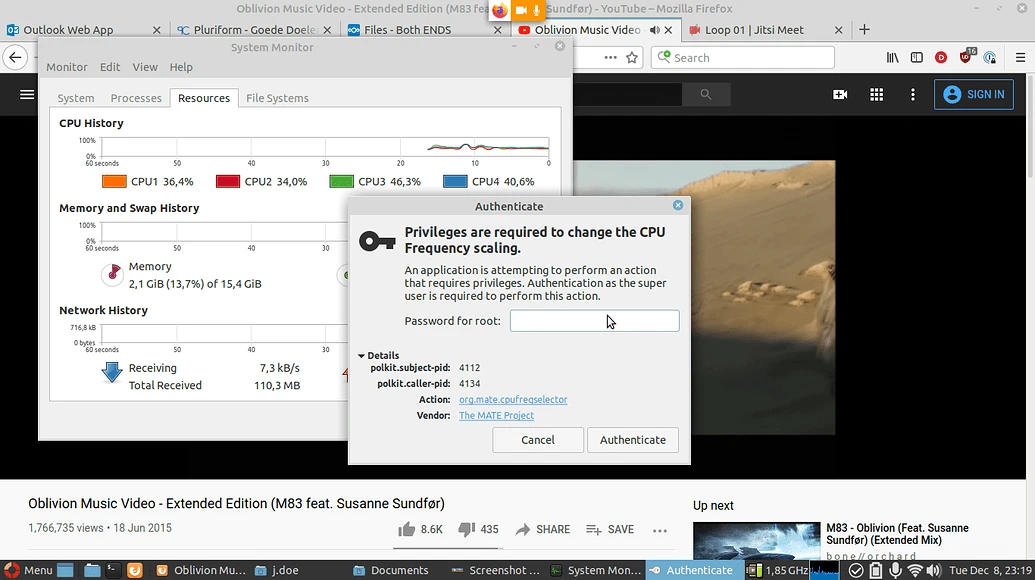 Oblivion Music Video - Extended Edition (M83 fea
Sundfør) - YouTube – Mozilla Firefox
Outlook Web App
Pluriform - Goede Doele
Files - Both ENDS
Oblivion Music Video
Loop 01 | Jitsi Meet
System Monitor
Search
16
Monitor Edit View Help
System Processes Resources File Systems
SIGN IN
CPU History
100%
0%
60 seconds 50 40 30 20 10 0
CPU1 36,4% CPU2 34,0% CPU3 46,3% CPU4 40,6%
Memory and Swap History
100%
0%
60 seconds 50 40 30
Memory
2,1 GiB (13,7%) of 15,4 GiB
Network History
716,8 kB
0 bytes
60 seconds 50 40 30
Receiving 7,3 kB/s
Total Received 110,3 MB
Authenticate
Privileges are required to change the CPU
Frequency scaling.
An application is attempting to perform an action
that requires privileges. Authentication as the super
user is required to perform this action.
Password for root:
Details
polkit.subject-pid: 4112
polkit.caller-pid: 4134
Action: org.mate.cpufreqselector
Vendor: The MATE Project
Cancel Authenticate
Oblivion Music Video - Extended Edition (M83 feat. Susanne Sundfør)
1,766,735 views • 18 Jun 2015
8.6K 435 SHARE SAVE
Up next
M83 - Oblivion (Feat. Susanne
Sundfør) (Extended Mix)
bone//orchard
Menu
Oblivion Mu...
j.doe
Documents
Screenshot ...
System Mon...
Authenticate
1,85 GHz
Tue Dec 8, 23:19